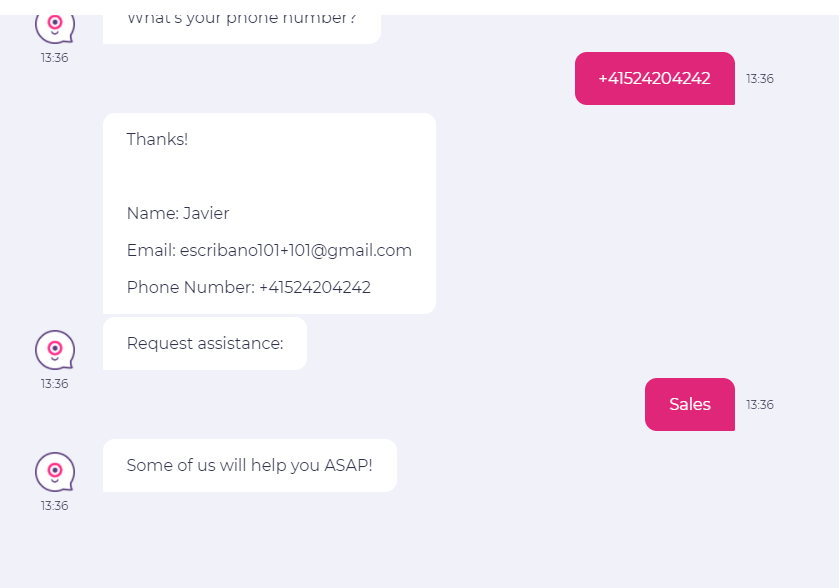 What's your phone number?
13:36
+41524204242
13:36
Thanks!
Name: Javier
Email: escribano101+101@gmail.com
Phone Number: +41524204242
Request assistance:
13:36
Sales
13:36
Some of us will help you ASAP!
13:36